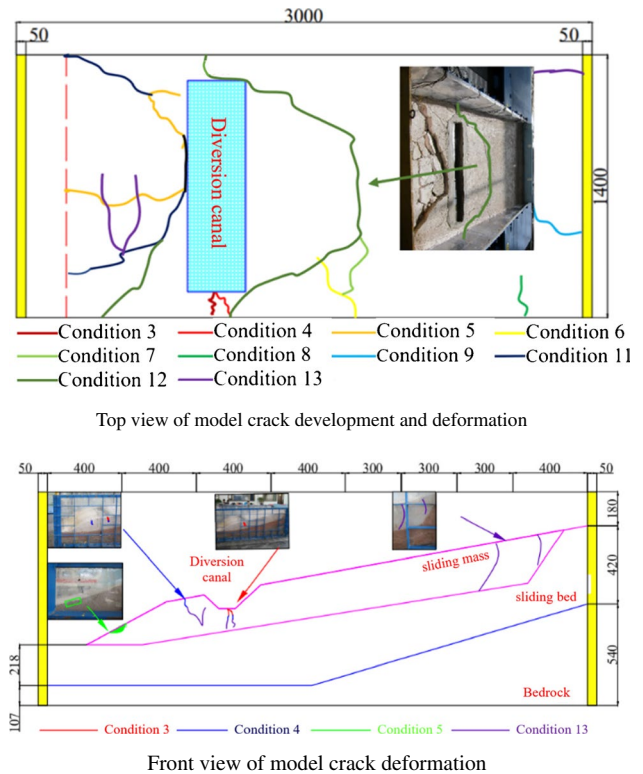 3000
50
50
Diversion canal
1400
Condition 3
Condition 4
Condition 5
Condition 6
Condition 7
Condition 8
Condition 9
Condition 11
Condition 12
Condition 13
Top view of model crack development and deformation
50
400
400
400
300
300
400
50
180
Diversion
canal
sliding mass
420
sliding bed
218
540
107
Bedrock
Condition 3
Condition 4
Condition 5
Condition 13
Front view of model crack deformation